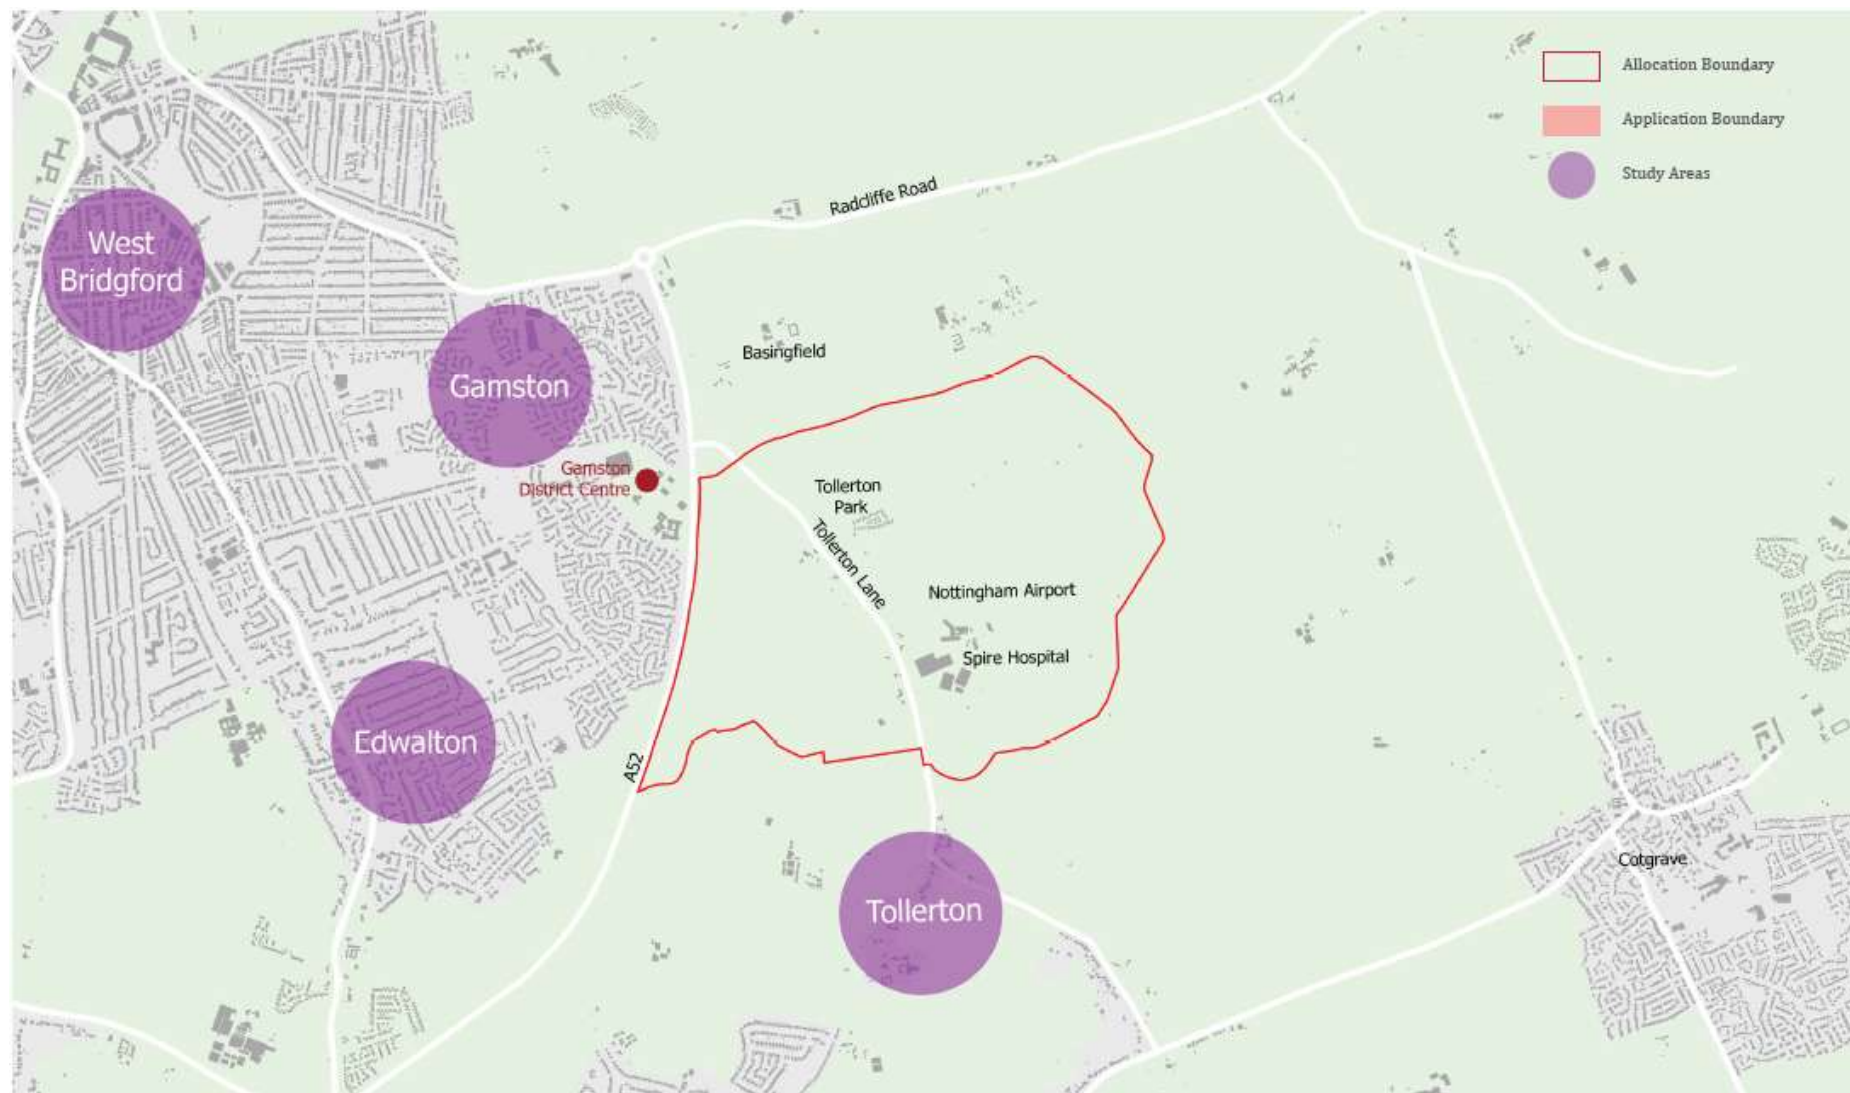 Allocation Boundary
Application Boundary
Study Areas
Radcliffe Road
West
Bridgford
Basingfield
Gamston
Gamston
District Centre
Tollerton
Park
Tollerton Lane
Nottingham Airport
Spire Hospital
Edwalton
A52
Cotgrave
Tollerton